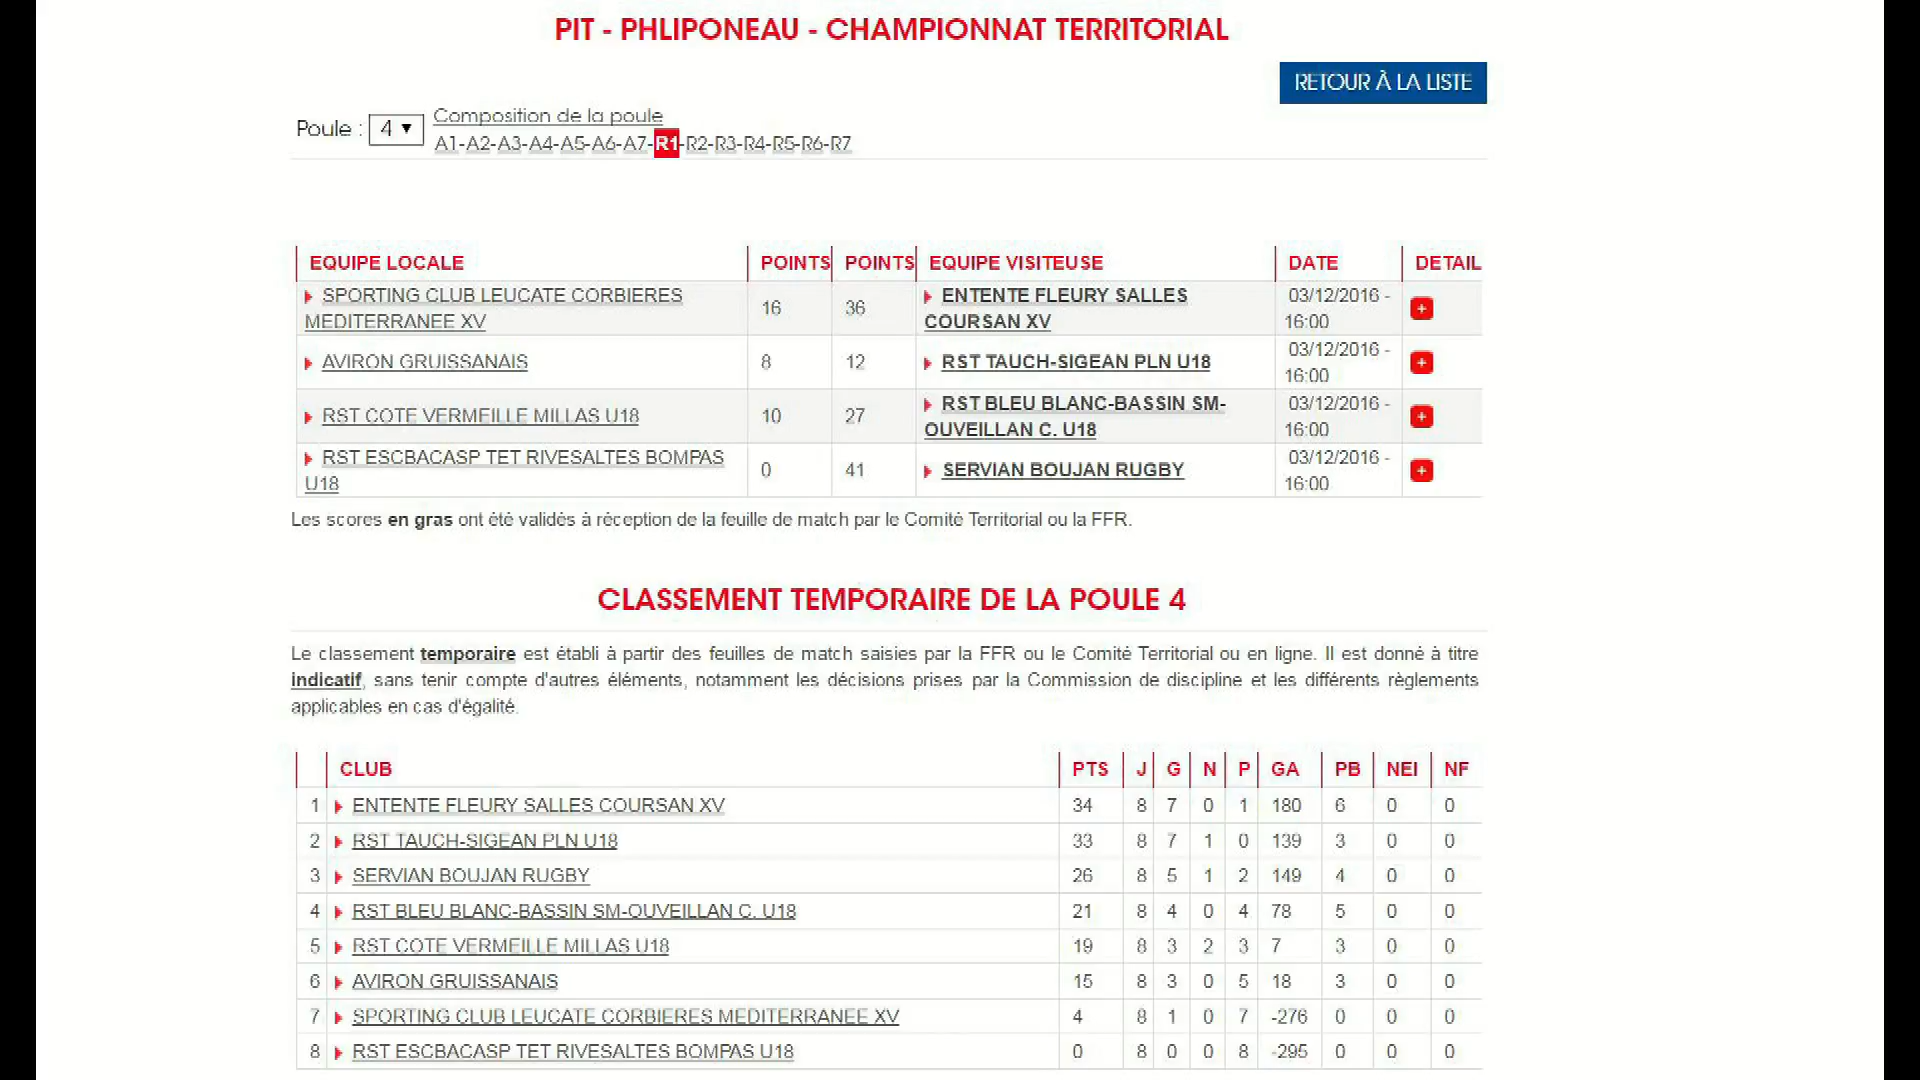 PIT - PHLIPONEAU - CHAMPIONNAT TERRITORIAL
RETOUR À LA LISTE
Poule : 4 ▼ Composition de la poule
A1-A2-A3-A4-A5-A6-A7-R1-R2-R3-R4-R5-R6-R7
EQUIPE LOCALE POINTS POINTS EQUIPE VISITEUSE DATE DETAIL
SPORTING CLUB LEUCATE CORBIERES MEDITERRANEE XV 16 36 ENTENTE FLEURY SALLES COURSAN XV 03/12/2016 - 16:00 +
AVIRON GRUISSANAIS 8 12 RST TAUCH-SIGEAN PLN U18 03/12/2016 - 16:00 +
RST COTE VERMEILLE MILLAS U18 10 27 RST BLEU BLANC-BASSIN SM-OUVEILLAN C. U18 03/12/2016 - 16:00 +
RST ESCBACASP TET RIVESALTES BOMPAS U18 0 41 SERVIAN BOUJAN RUGBY 03/12/2016 - 16:00 +
Les scores en gras ont été validés à réception de la feuille de match par le Comité Territorial ou la FFR.
CLASSEMENT TEMPORAIRE DE LA POULE 4
Le classement temporaire est établi à partir des feuilles de match saisies par la FFR ou le Comité Territorial ou en ligne. Il est donné à titre
indicatif, sans tenir compte d'autres éléments, notamment les décisions prises par la Commission de discipline et les différents règlements
applicables en cas d'égalité.
CLUB PTS J G N P GA PB NEI NF
1 ENTENTE FLEURY SALLES COURSAN XV 34 8 7 0 1 180 6 0 0
2 RST TAUCH-SIGEAN PLN U18 33 8 7 1 0 139 3 0 0
3 SERVIAN BOUJAN RUGBY 26 8 5 1 2 149 4 0 0
4 RST BLEU BLANC-BASSIN SM-OUVEILLAN C. U18 21 8 4 0 4 78 5 0 0
5 RST COTE VERMEILLE MILLAS U18 19 8 3 2 3 7 3 0 0
6 AVIRON GRUISSANAIS 15 8 3 0 5 18 3 0 0
7 SPORTING CLUB LEUCATE CORBIERES MEDITERRANEE XV 4 8 1 0 7 -276 0 0 0
8 RST ESCBACASP TET RIVESALTES BOMPAS U18 0 8 0 0 8 -295 0 0 0